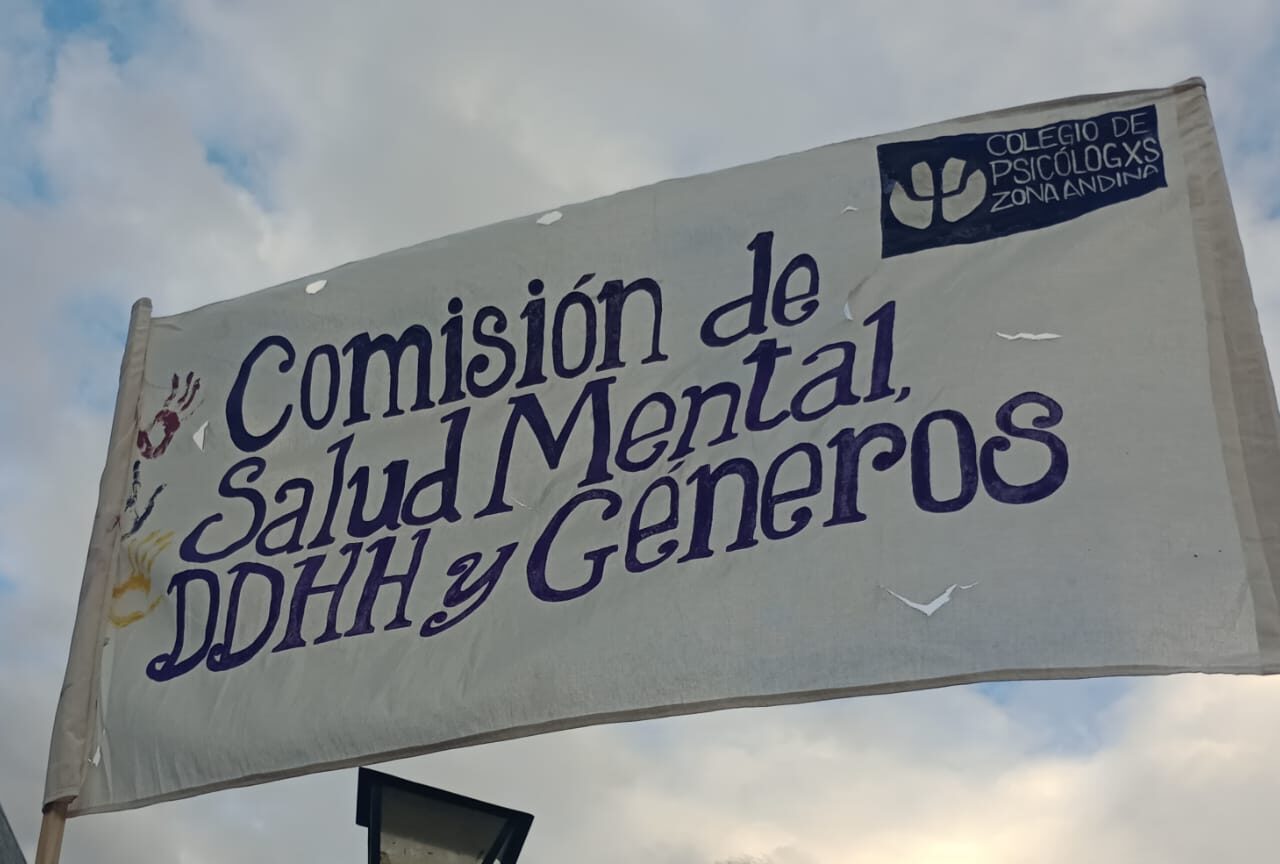 COLEGIO DE
PSICÓLOGXS
ZONA ANDINA
Comisión de
Salud Mental,
DDHH y Géneros